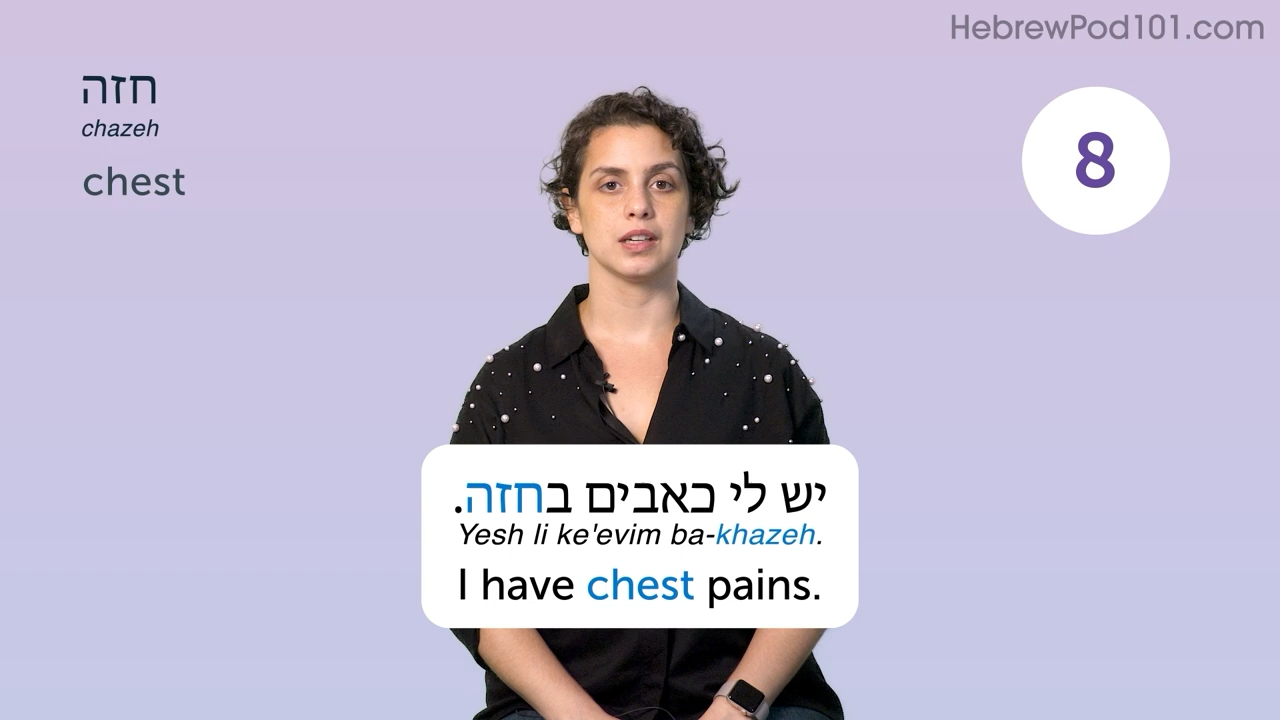 HebrewPod101.com
חזה
chazeh
chest
8
יש לי כאבים בחזה.
Yesh li ke'evim ba-khazeh.
I have chest pains.